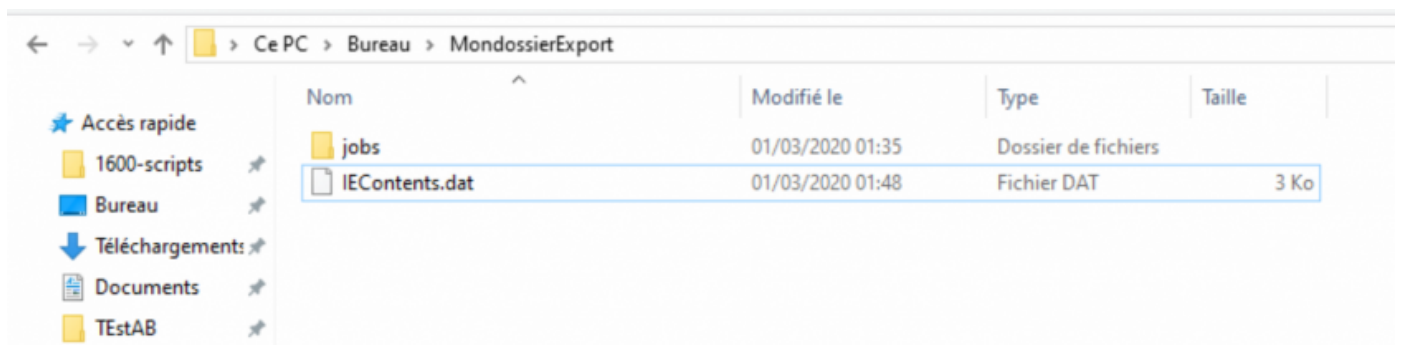 Ce PC > Bureau > MondossierExport
Nom Modifié le Type Taille
Accès rapide
jobs 01/03/2020 01:35 Dossier de fichiers
1600-scripts
IEContents.dat 01/03/2020 01:48 Fichier DAT 3 Ko
Bureau
Téléchargements
Documents
TEstAB